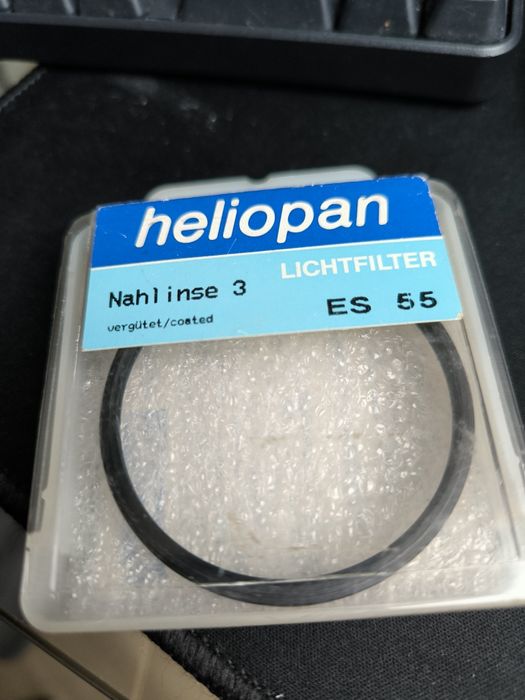 heliopan
LICHTFILTER
Nahlinse 3
ES 55
vergütet/coated